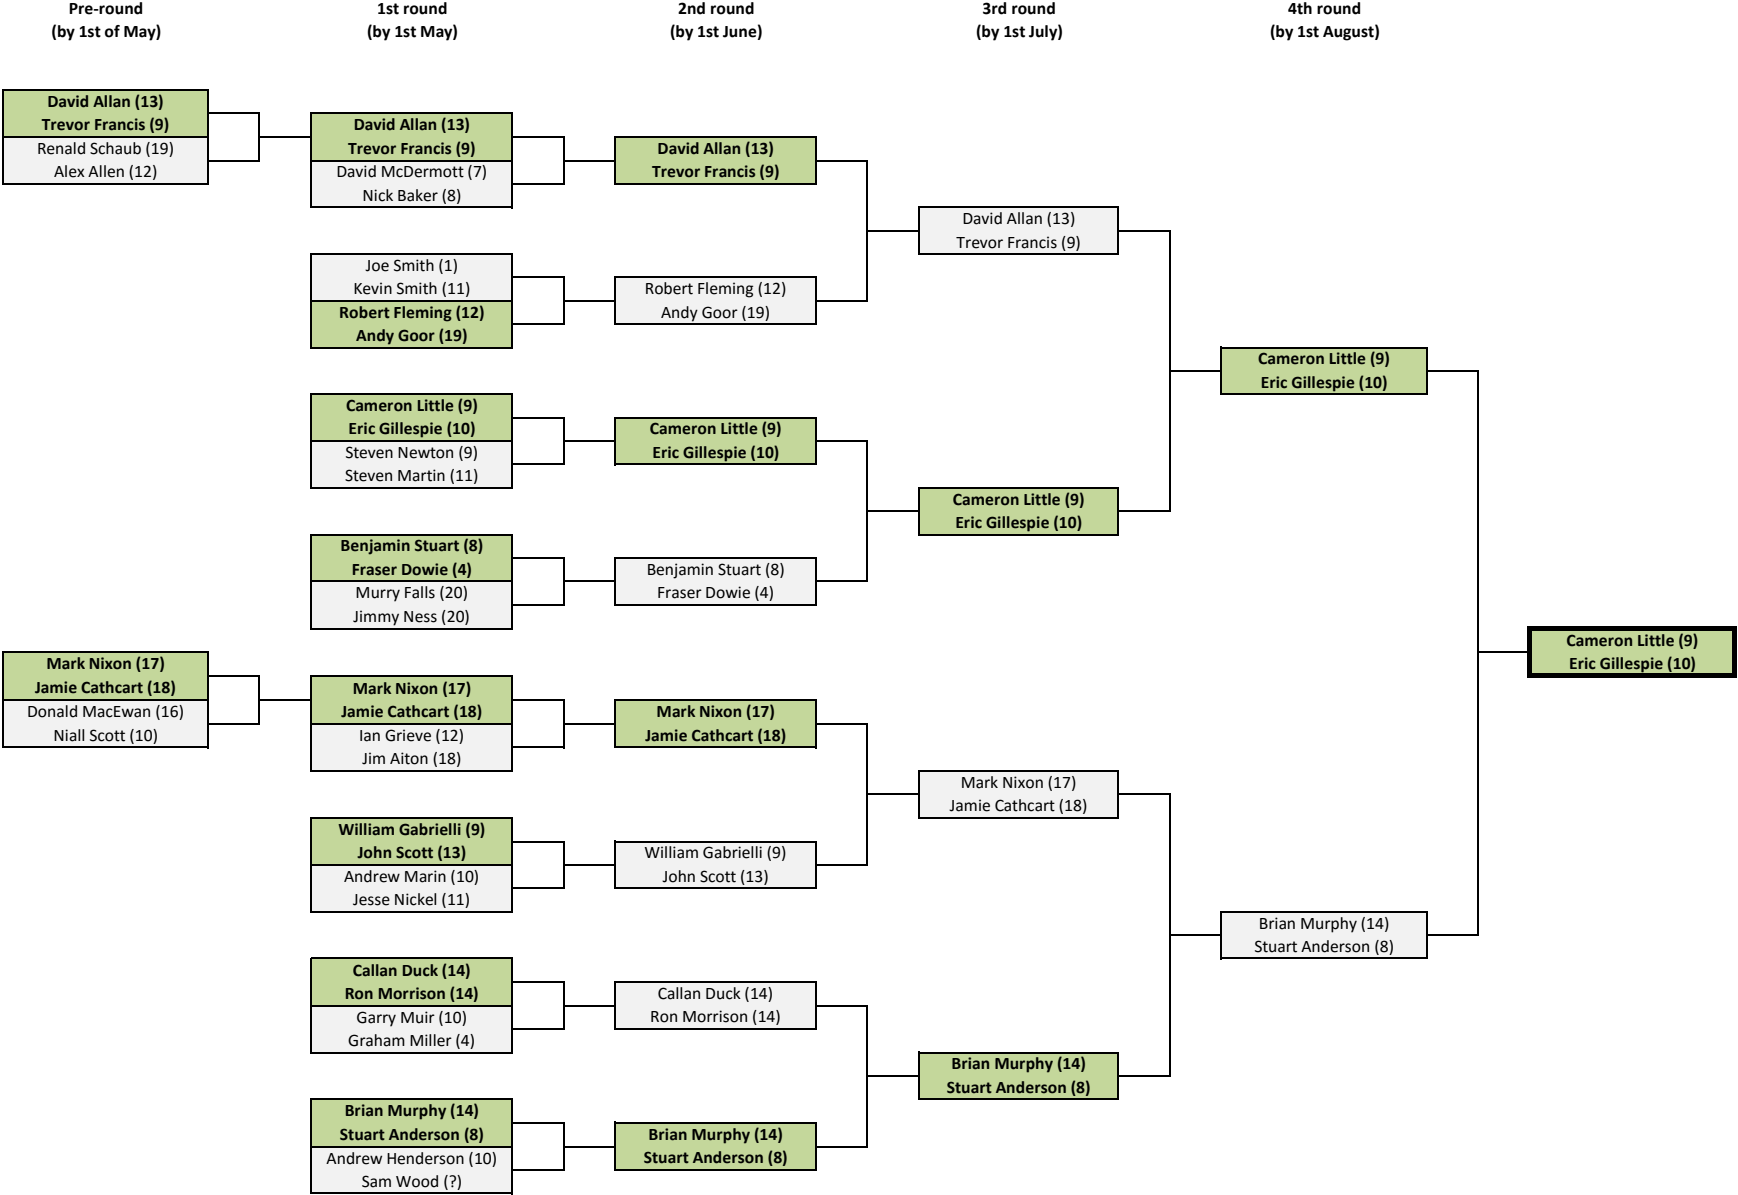 Pre-round
(by 1st of May)
1st round
(by 1st May)
2nd round
(by 1st June)
3rd round
(by 1st July)
4th round
(by 1st August)
David Allan (13)
Trevor Francis (9)
Renald Schaub (19)
Alex Allen (12)
Mark Nixon (17)
Jamie Cathcart (18)
Donald MacEwan (16)
Niall Scott (10)
David Allan (13)
Trevor Francis (9)
David McDermott (7)
Nick Baker (8)
Joe Smith (1)
Kevin Smith (11)
Robert Fleming (12)
Andy Goor (19)
Cameron Little (9)
Eric Gillespie (10)
Steven Newton (9)
Steven Martin (11)
Benjamin Stuart (8)
Fraser Dowie (4)
Murry Falls (20)
Jimmy Ness (20)
Mark Nixon (17)
Jamie Cathcart (18)
Ian Grieve (12)
Jim Aiton (18)
William Gabrielli (9)
John Scott (13)
Andrew Marin (10)
Jesse Nickel (11)
Callan Duck (14)
Ron Morrison (14)
Garry Muir (10)
Graham Miller (4)
Brian Murphy (14)
Stuart Anderson (8)
Andrew Henderson (10)
Sam Wood (?)
David Allan (13)
Trevor Francis (9)
Robert Fleming (12)
Andy Goor (19)
Cameron Little (9)
Eric Gillespie (10)
Benjamin Stuart (8)
Fraser Dowie (4)
Mark Nixon (17)
Jamie Cathcart (18)
William Gabrielli (9)
John Scott (13)
Callan Duck (14)
Ron Morrison (14)
Brian Murphy (14)
Stuart Anderson (8)
David Allan (13)
Trevor Francis (9)
Cameron Little (9)
Eric Gillespie (10)
Mark Nixon (17)
Jamie Cathcart (18)
Brian Murphy (14)
Stuart Anderson (8)
Cameron Little (9)
Eric Gillespie (10)
Brian Murphy (14)
Stuart Anderson (8)
Cameron Little (9)
Eric Gillespie (10)